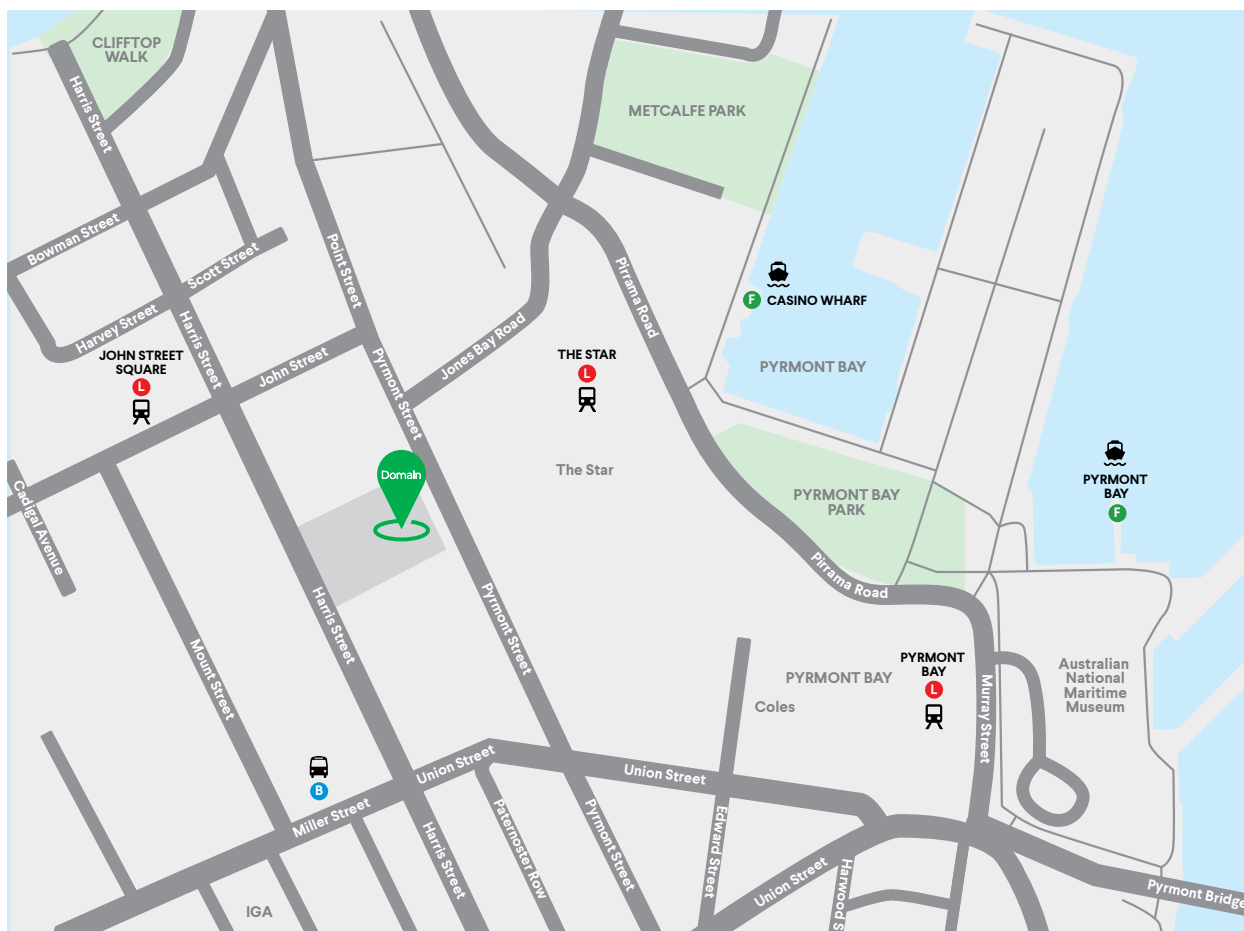 CLIFFTOP
WALK
Harris Street
METCALFE PARK
Bowman Street
Scott Street
Point Street
Pirrama Road
F CASINO WHARF
Harvey Street
Harris Street
JOHN STREET
SQUARE
L
John Street
Pyrmont Street
Jones Bay Road
THE STAR
L
PYRMONT BAY
The Star
Domain
Cadigal Avenue
PYRMONT BAY
PARK
PYRMONT
BAY
F
Pirrama Road
Harris Street
Pyrmont Street
Mount Street
PYRMONT BAY
PYRMONT
BAY
L
Coles
Murray Street
Australian
National
Maritime
Museum
B
Miller Street
Union Street
Union Street
Harris Street
Paternoster Row
Pyrmont Street
Edward Street
Union Street
Harwood S
Pyrmont Bridge
IGA